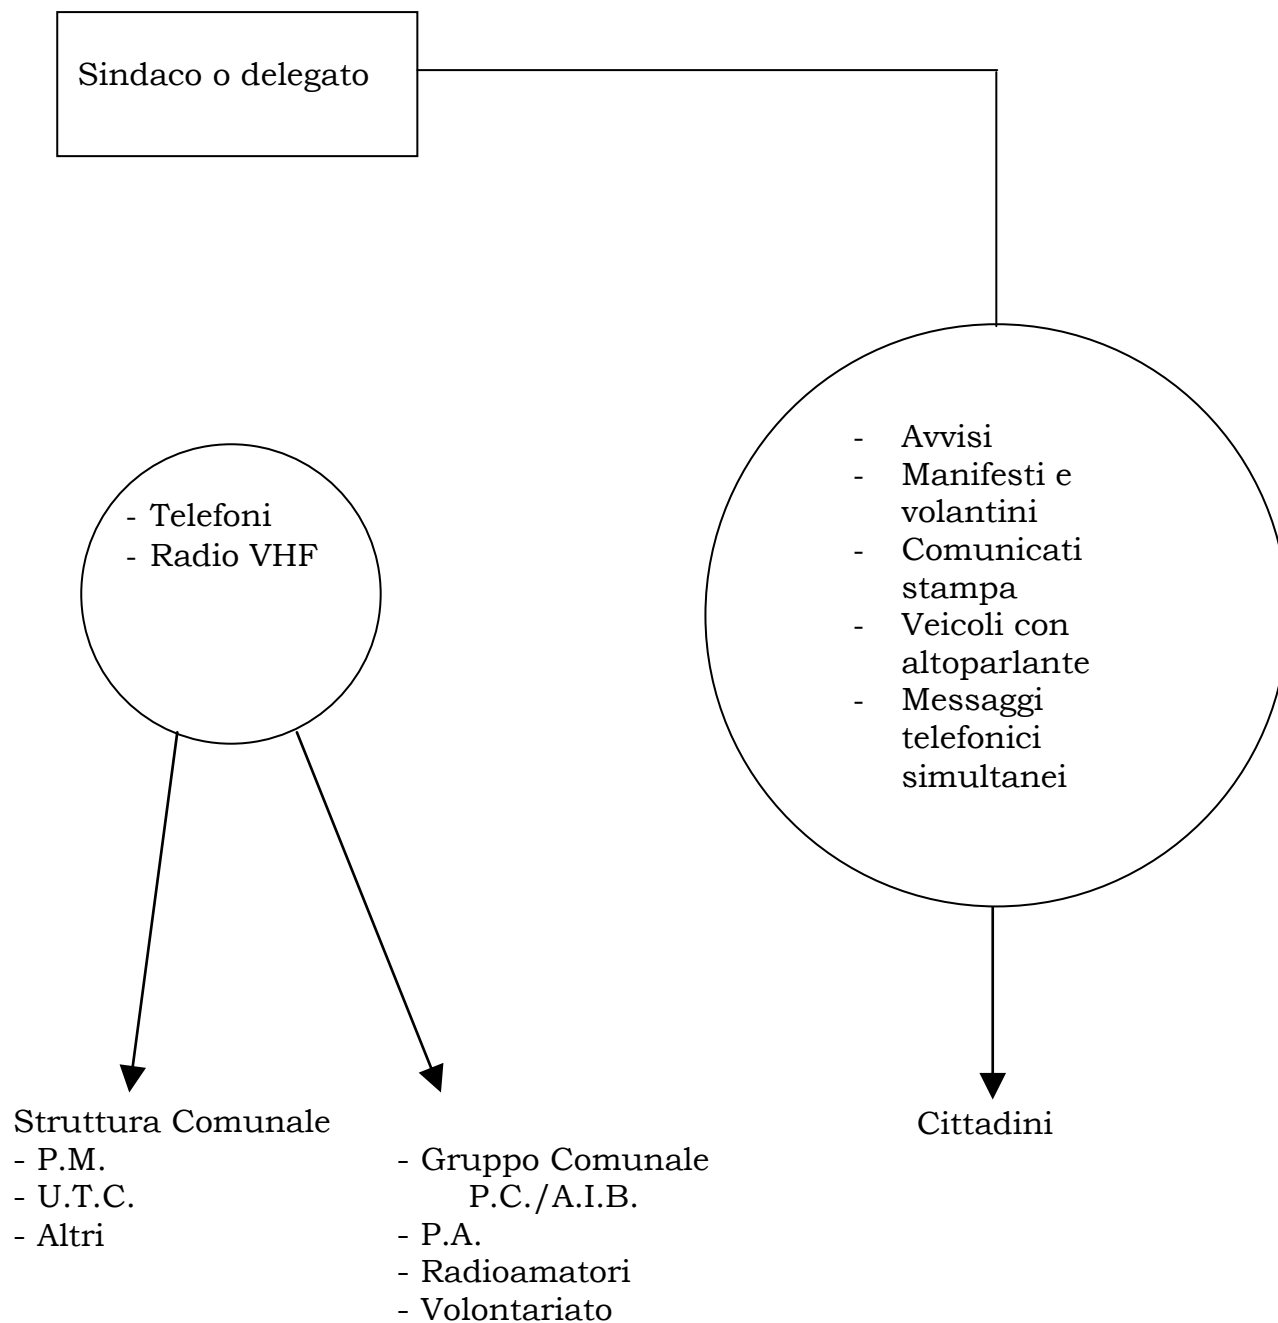 Sindaco o delegato
- Telefoni
- Radio VHF
- Avvisi
- Manifesti e
volantini
- Comunicati
stampa
- Veicoli con
altoparlante
- Messaggi
telefonici
simultanei
Struttura Comunale
- P.M.
- U.T.C.
- Altri
- Gruppo Comunale
P.C./A.I.B.
- P.A.
- Radioamatori
- Volontariato
Cittadini